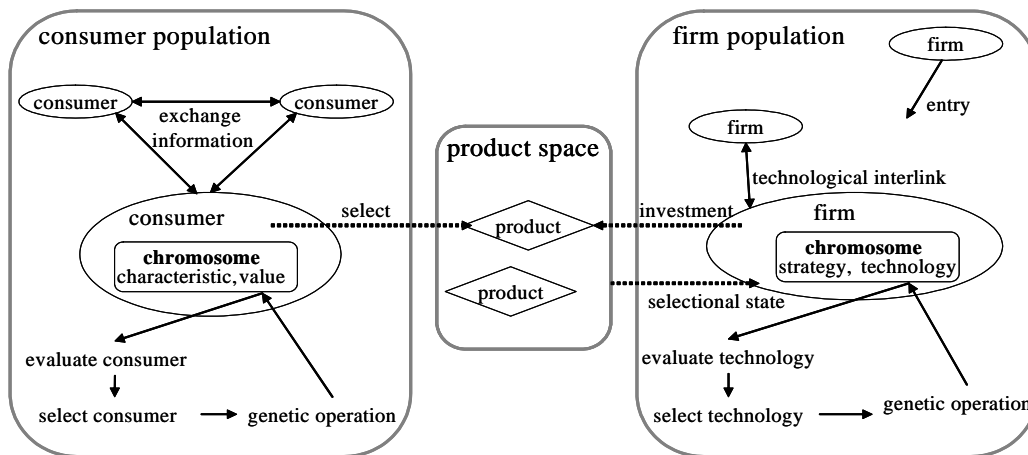 consumer population
consumer
consumer
exchange
information
consumer
chromosome
characteristic, value
evaluate consumer
select consumer
genetic operation
select
product space
product
product
firm population
firm
entry
firm
technological interlink
investment
firm
chromosome
strategy, technology
selectional state
evaluate technology
select technology
genetic operation